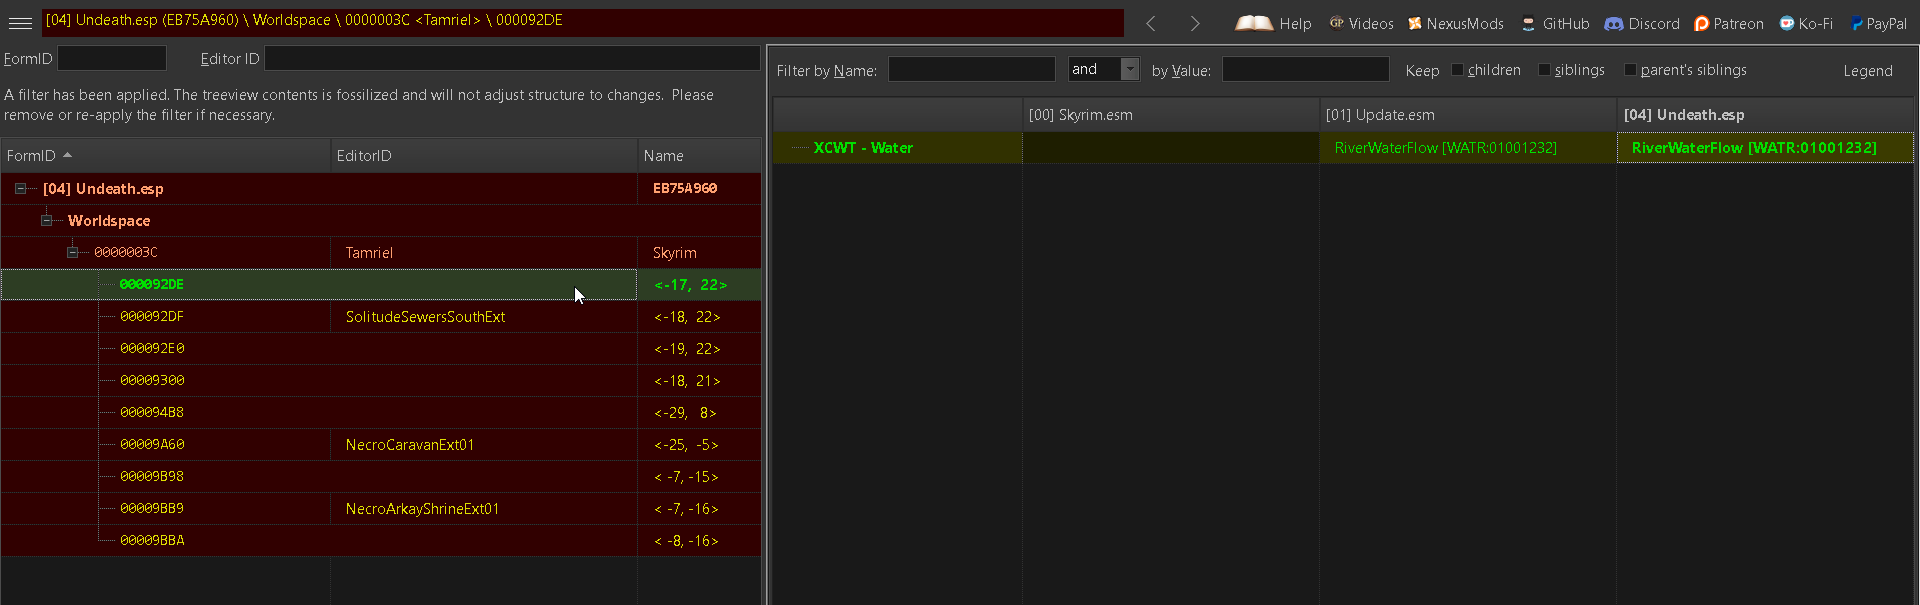 [04] Undeath.esp (EB75A960) \ Worldspace \ 0000003C <Tamriel> \ 000092DE
Help Videos NexusMods GitHub Discord Patreon Ko-Fi PayPal
FormID Editor ID
A filter has been applied. The treeview contents is fossilized and will not adjust structure to changes. Please
remove or re-apply the filter if necessary.
FormID EditorID Name
[04] Undeath.esp EB75A960
Worldspace
0000003C Tamriel Skyrim
000092DE <-17, 22>
000092DF SolitudeSewersSouthExt <-18, 22>
000092E0 <-19, 22>
00009300 <-18, 21>
000094B8 <-29, 8>
00009A60 NecroCaravanExt01 <-25, -5>
00009B98 < -7, -15>
00009BB9 NecroArkayShrineExt01 < -7, -16>
00009BBA < -8, -16>
Filter by Name: and by Value: Keep children siblings parent's siblings Legend
[00] Skyrim.esm [01] Update.esm [04] Undeath.esp
XCWT - Water RiverWaterFlow [WATR:01001232] RiverWaterFlow [WATR:01001232]